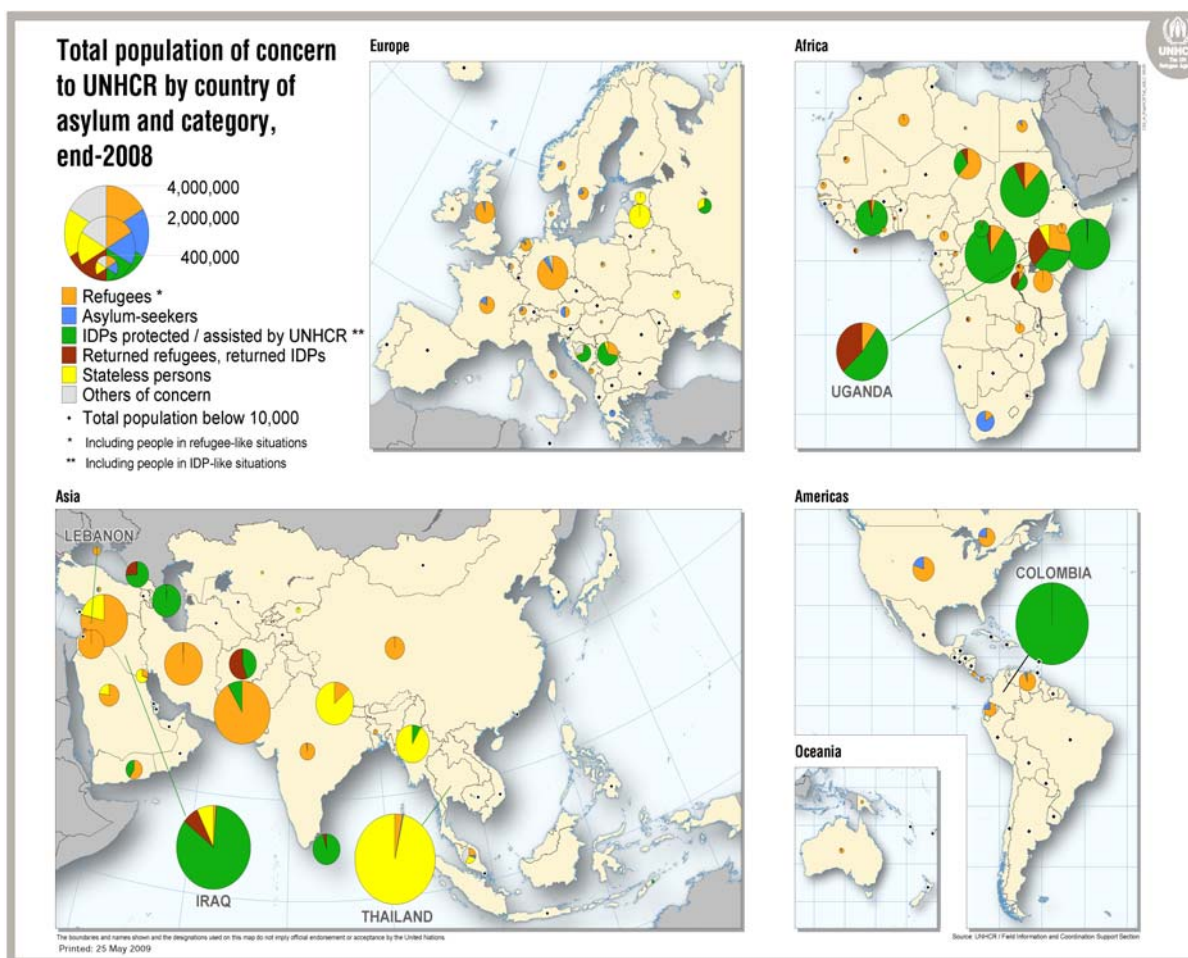 Total population of concern
to UNHCR by country of
asylum and category,
end-2008
4,000,000
2,000,000
400,000
Refugees *
Asylum-seekers
IDPs protected / assisted by UNHCR **
Returned refugees, returned IDPs
Stateless persons
Others of concern
• Total population below 10,000
* Including people in refugee-like situations
** Including people in IDP-like situations
Europe
Africa
UNHCR
The UN
Refugee Agency
UGANDA
Asia
LEBANON
IRAQ
THAILAND
Americas
COLOMBIA
Oceania
The boundaries and names shown and the designations used on this map do not imply official endorsement or acceptance by the United Nations.
Printed: 25 May 2009
Source: UNHCR / Field Information and Coordination Support Section